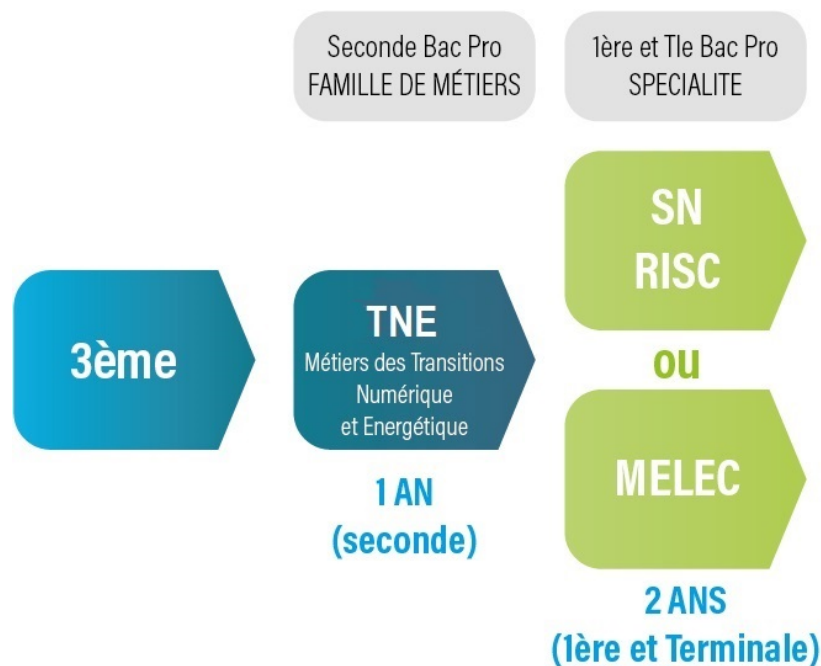 Seconde Bac Pro
FAMILLE DE MÉTIERS
1ère et Tle Bac Pro
SPECIALITE
3ème
TNE
Métiers des Transitions
Numérique
et Energétique
1 AN
(seconde)
SN
RISC
ou
MELEC
2 ANS
(1ère et Terminale)